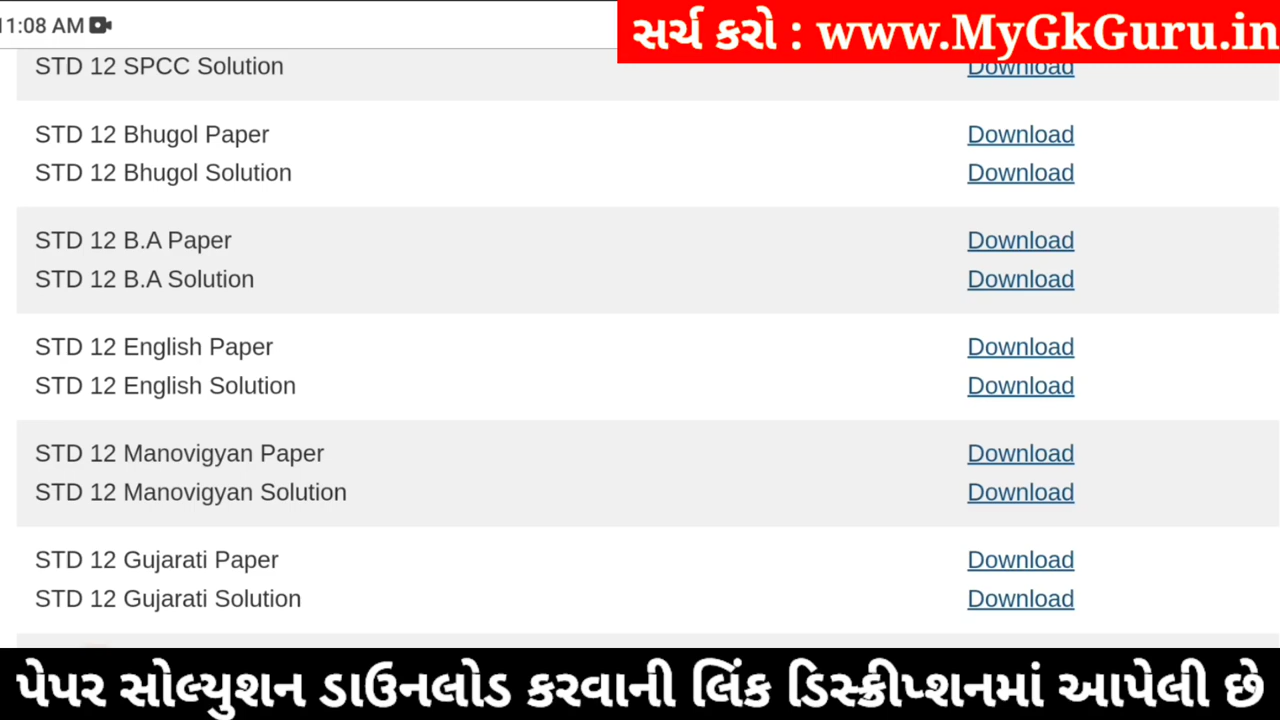 11:08 AM
સર્ચ કરો : www.MyGkGuru.in
STD 12 SPCC Solution Download
STD 12 Bhugol Paper Download
STD 12 Bhugol Solution Download
STD 12 B.A Paper Download
STD 12 B.A Solution Download
STD 12 English Paper Download
STD 12 English Solution Download
STD 12 Manovigyan Paper Download
STD 12 Manovigyan Solution Download
STD 12 Gujarati Paper Download
STD 12 Gujarati Solution Download
પેપર સોલ્યુશન ડાઉનલોડ કરવાની લિંક ડિસ્ક્રીપ્શનમાં આપેલી છે